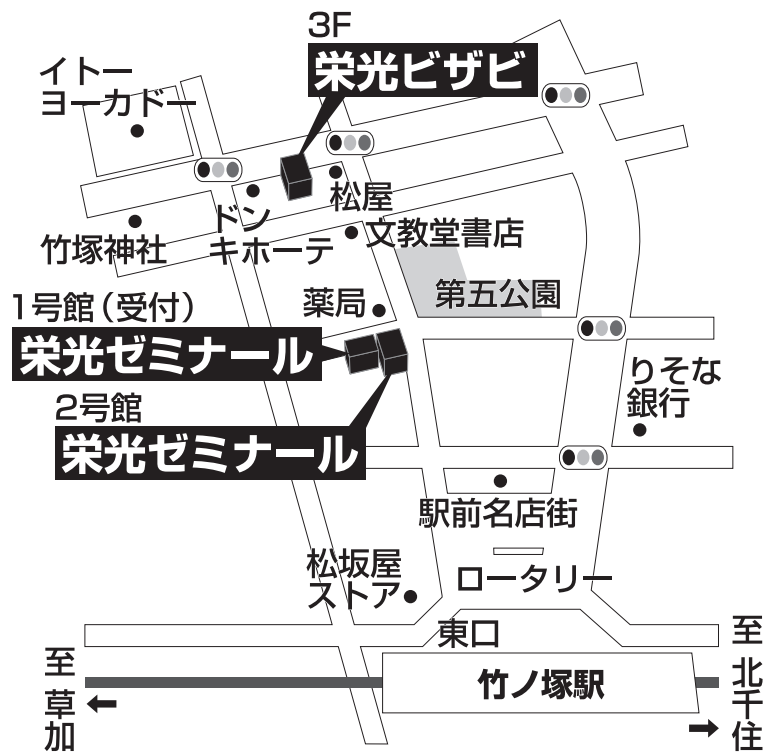 3F
栄光ビザビ
イトー
ヨーカドー
松屋
ドン
キホーテ
竹塚神社
文教堂書店
1号館(受付)
栄光ゼミナール
薬局
第五公園
2号館
栄光ゼミナール
りそな
銀行
駅前名店街
松坂屋
ストア
ロータリー
東口
竹ノ塚駅
至
草加
至
北千住